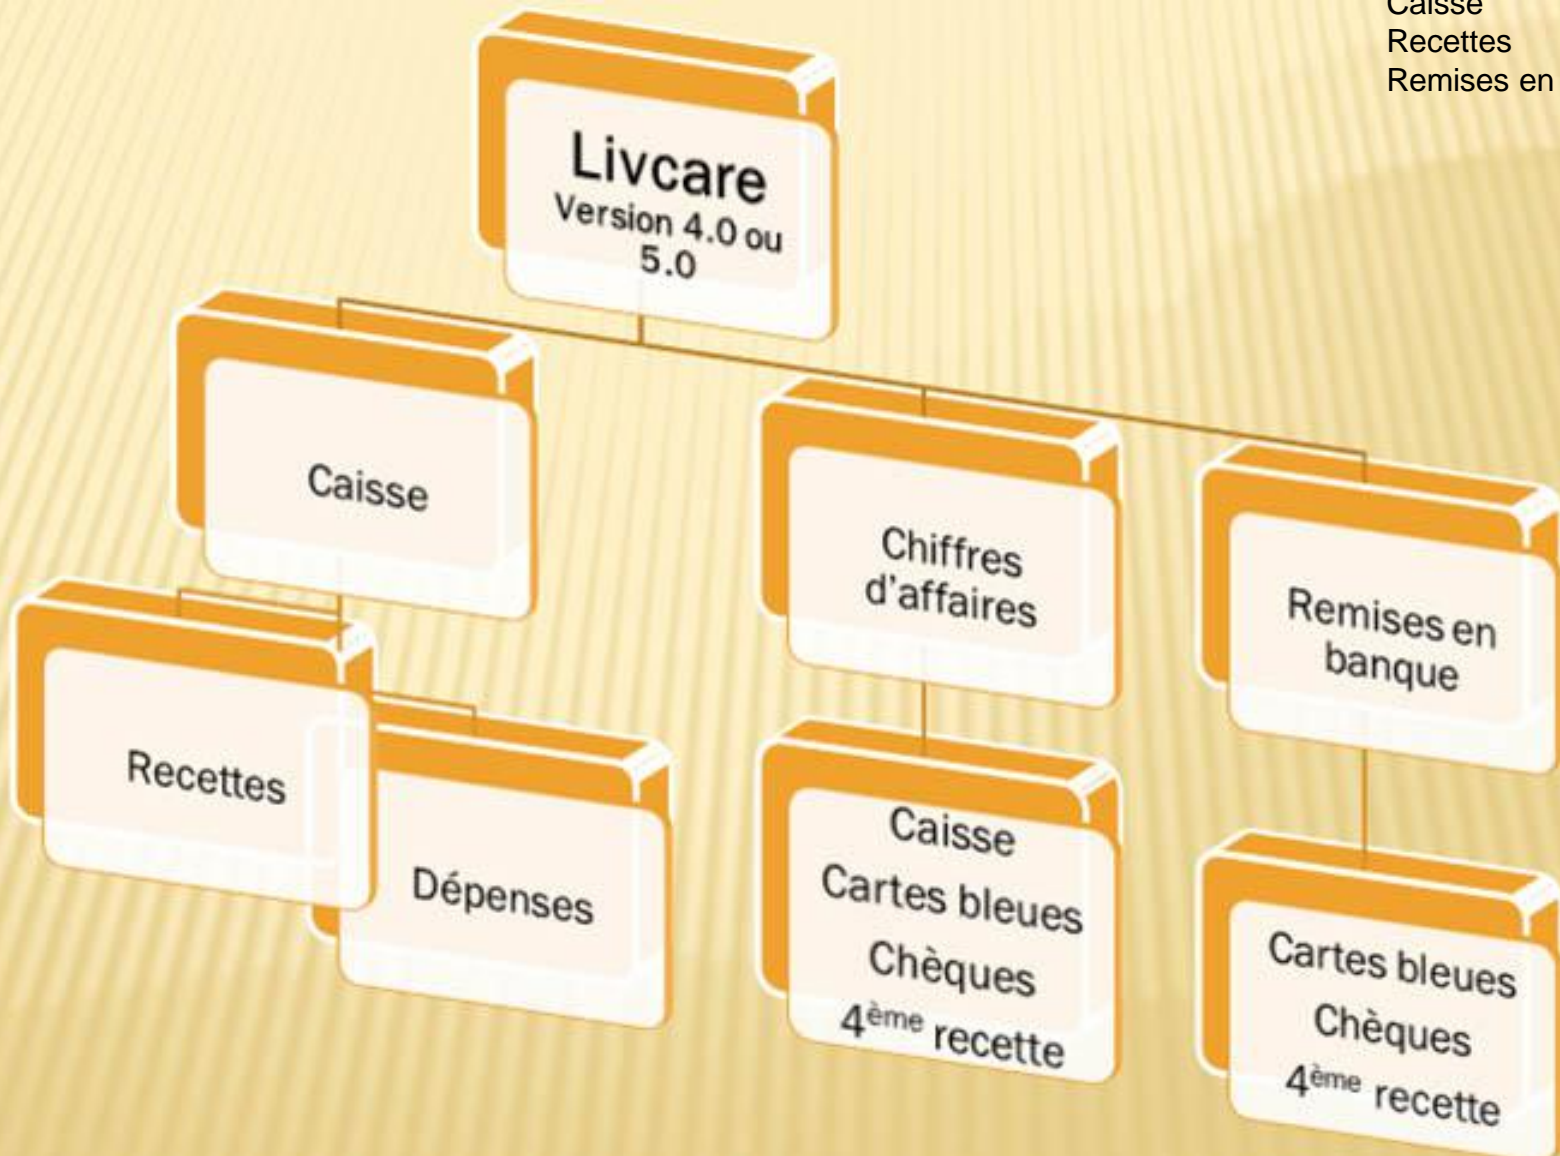 Caisse
Recettes
Remises en
Livcare
Version 4.0 ou
5.0
Caisse
Chiffres
d'affaires
Remises en
banque
Recettes
Dépenses
Caisse
Cartes bleues
Chèques
4ème recette
Cartes bleues
Chèques
4ème recette